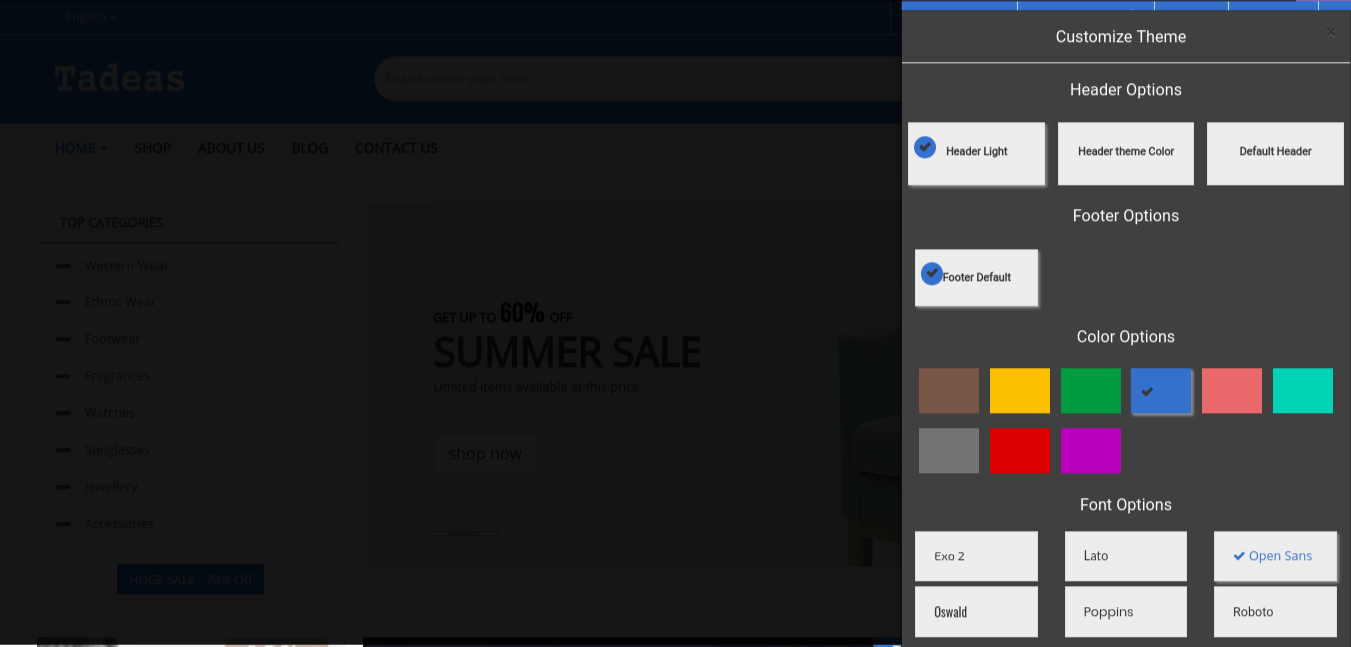 English
Tadeas
Search entire store here...
HOME SHOP ABOUT US BLOG CONTACT US
TOP CATEGORIES
Western Wear
Ethnic Wear
Footwear
Fragrances
Watches
Sunglasses
Jewellery
Accessories
HUGE SALE - 70% Off
GET UP TO 60% OFF
SUMMER SALE
Limited items available at this price.
shop now
Customize Theme
×
Header Options
Header Light
Header theme Color
Default Header
Footer Options
Footer Default
Color Options
Font Options
Exo 2
Lato
Open Sans
Oswald
Poppins
Roboto